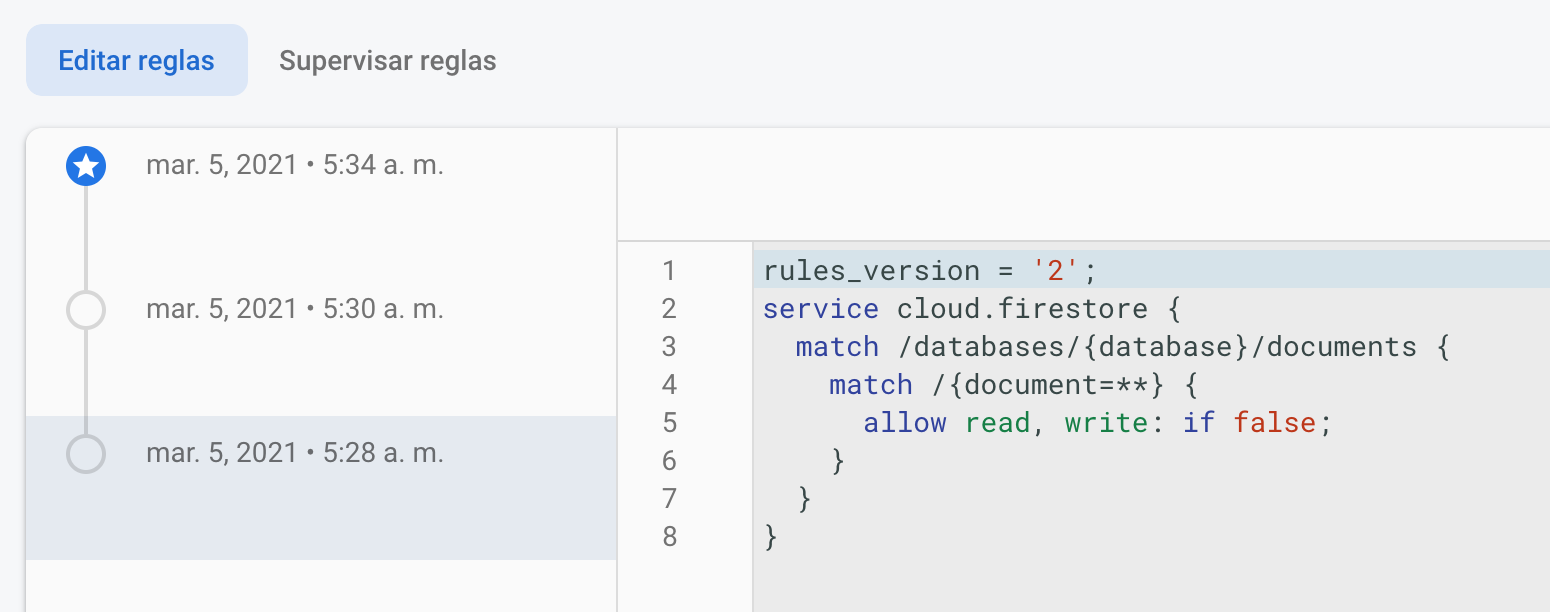 Editar reglas
Supervisar reglas
mar. 5, 2021 • 5:34 a. m.
mar. 5, 2021 • 5:30 a. m.
mar. 5, 2021 • 5:28 a. m.
1 rules_version = '2';
2 service cloud.firestore {
3   match /databases/{database}/documents {
4     match /{document=**} {
5       allow read, write: if false;
6     }
7   }
8 }